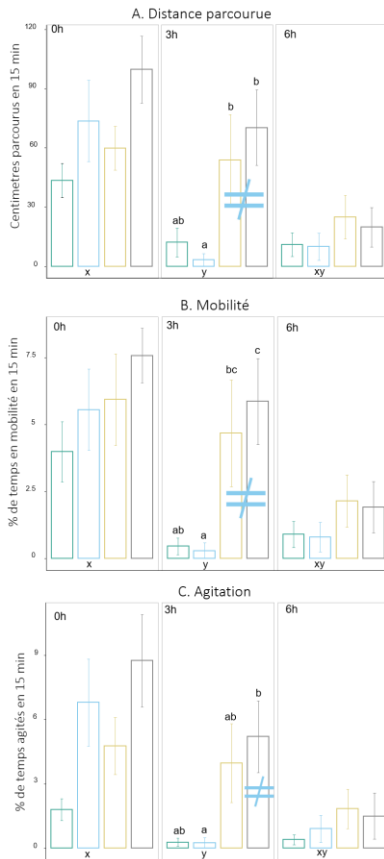 A. Distance parcourue
0h
3h
6h
Centimetres parcourus en 15 min
120
90
60
30
0
ab
a
b
b
x
y
xy
B. Mobilité
0h
3h
6h
% de temps en mobilité en 15 min
7.5
5
2.5
0
ab
a
bc
c
x
y
xy
C. Agitation
0h
3h
6h
% de temps agités en 15 min
9
6
3
0
ab
a
ab
b
x
y
xy